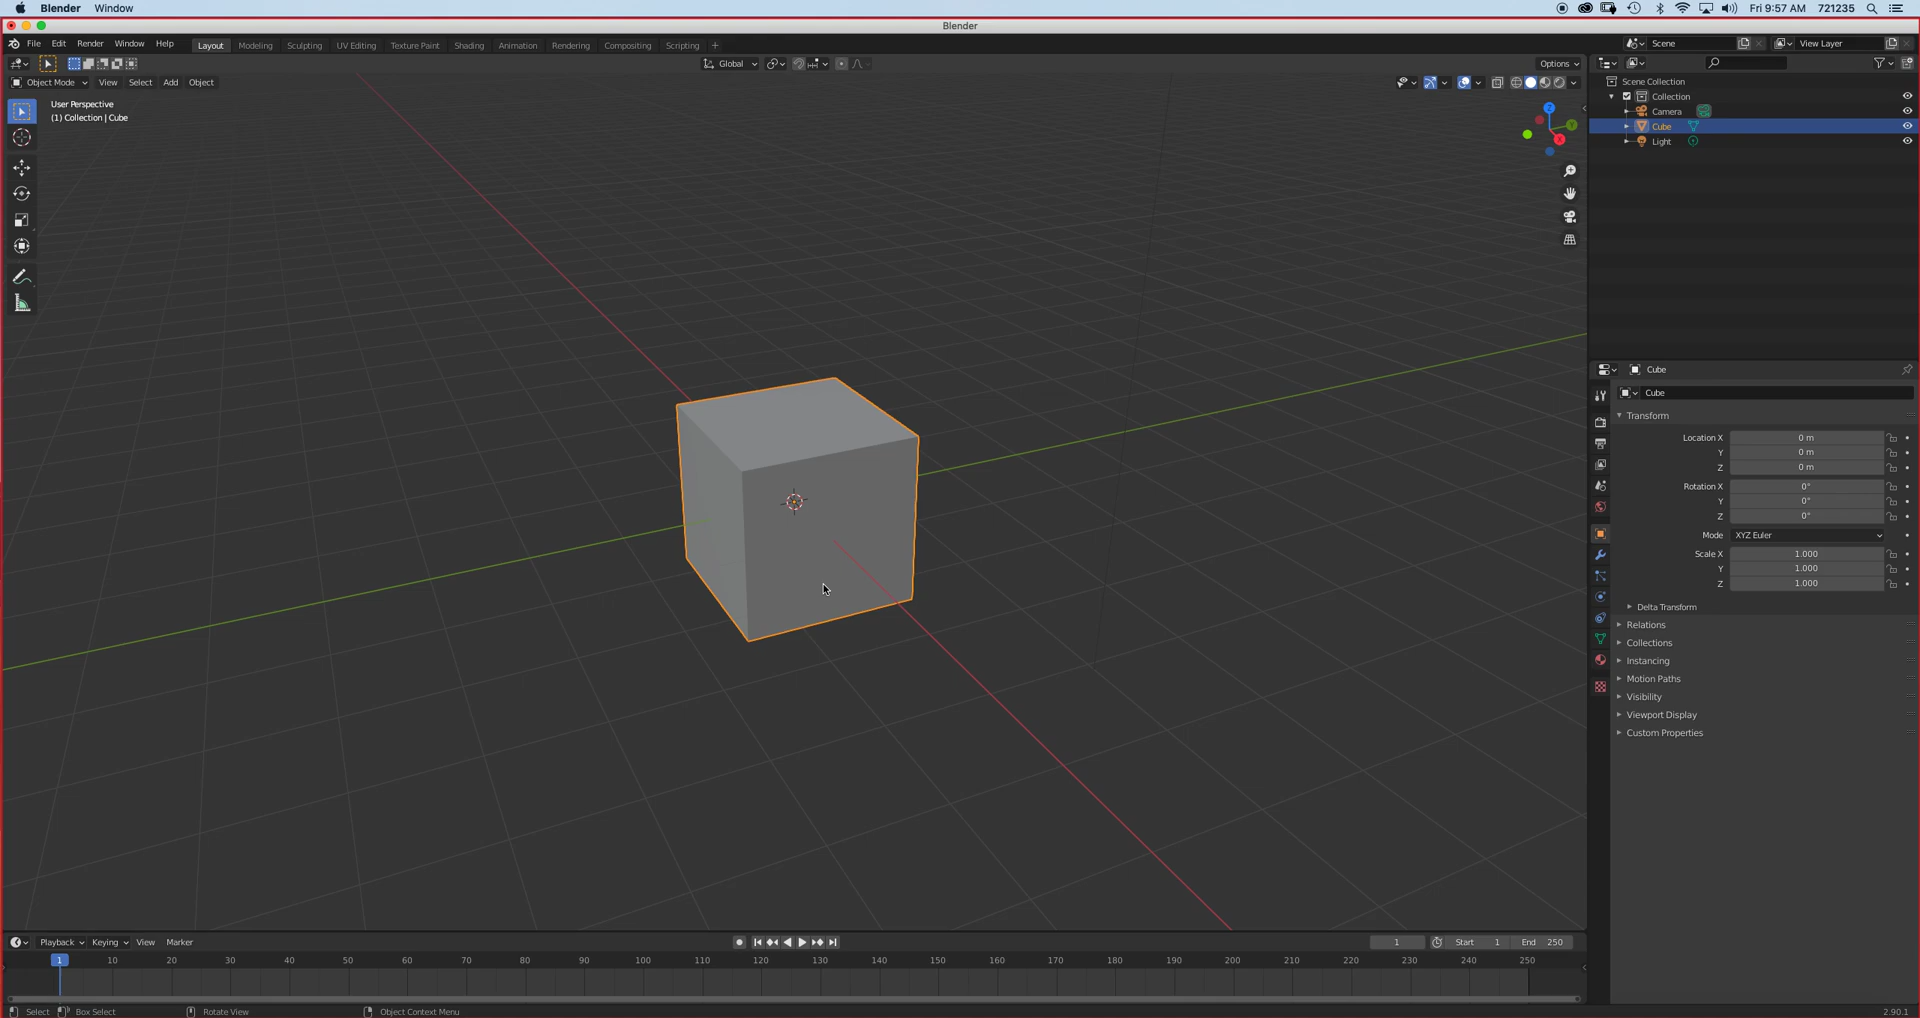 Blender Window Fri 9:57 AM 721235
Blender
File Edit Render Window Help Layout Modeling Sculpting UV Editing Texture Paint Shading Animation Rendering Compositing Scripting + Scene View Layer
Global Options
Object Mode View Select Add Object
User Perspective
(1) Collection | Cube
Z
Y
X
Scene Collection
Collection
Camera
Cube
Light
Cube
Cube
Transform
Location X 0 m
Y 0 m
Z 0 m
Rotation X 0°
Y 0°
Z 0°
Mode XYZ Euler
Scale X 1.000
Y 1.000
Z 1.000
Delta Transform
Relations
Collections
Instancing
Motion Paths
Visibility
Viewport Display
Custom Properties
Playback Keying View Marker 1 Start 1 End 250
1 10 20 30 40 50 60 70 80 90 100 110 120 130 140 150 160 170 180 190 200 210 220 230 240 250
Select Box Select Rotate View Object Context Menu 2.90.1